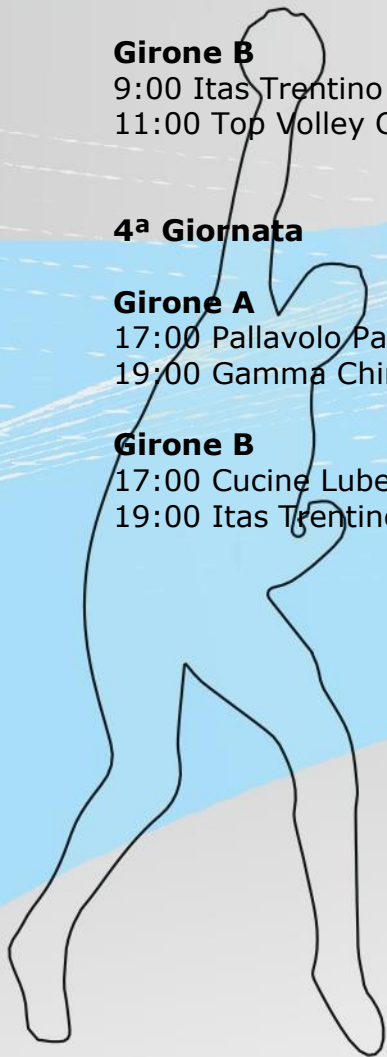 Girone B
9:00 Itas Trentino
11:00 Top Volley
4ª Giornata
Girone A
17:00 Pallavolo
19:00 Gamma
Girone B
17:00 Cucine Lube
19:00 Itas Trentino